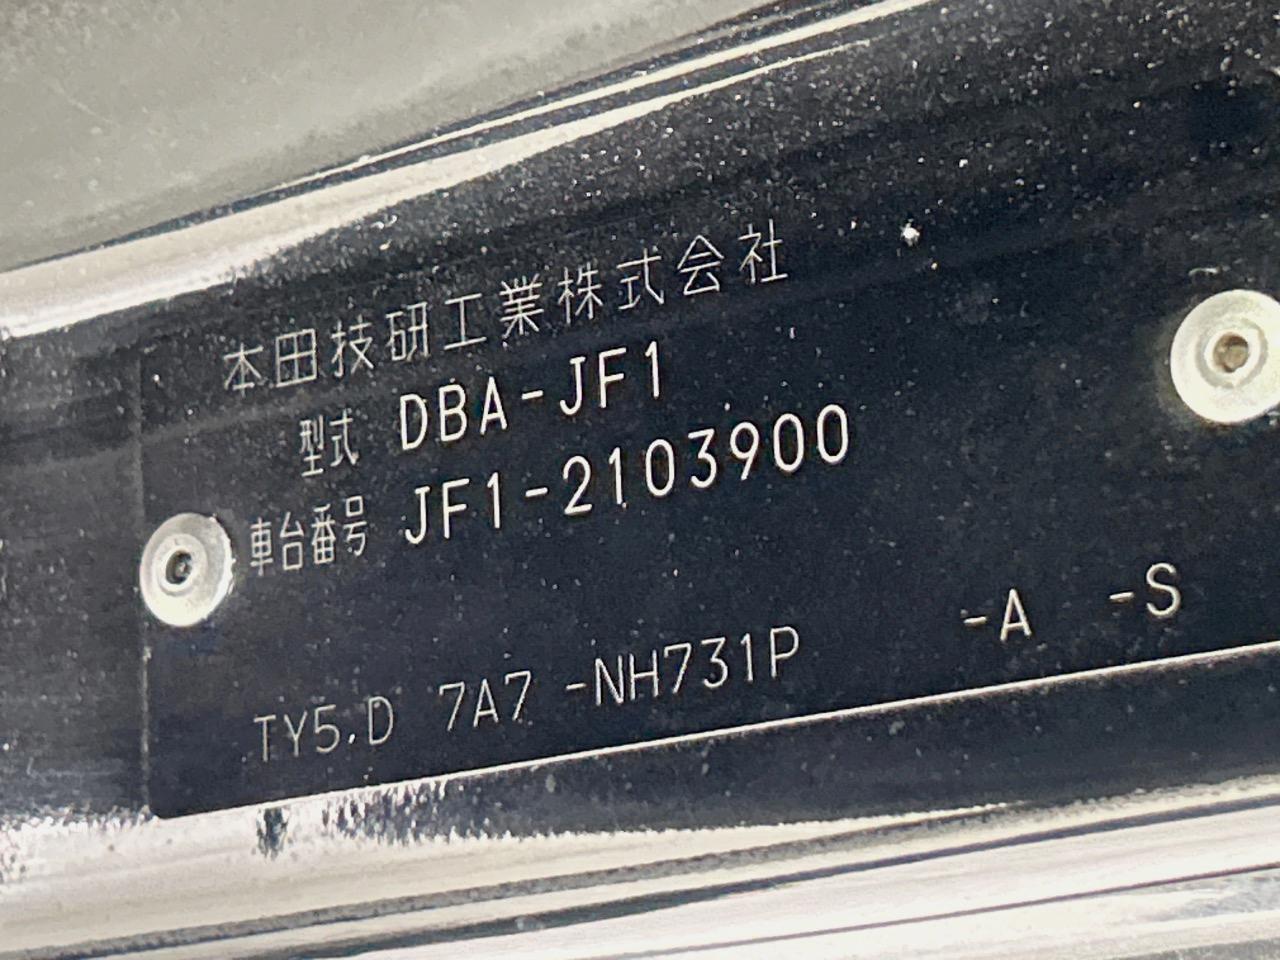 本田技研工業株式会社
型式 DBA-JF1
車台番号 JF1-2103900
TY5.D 7A7 -NH731P -A -S